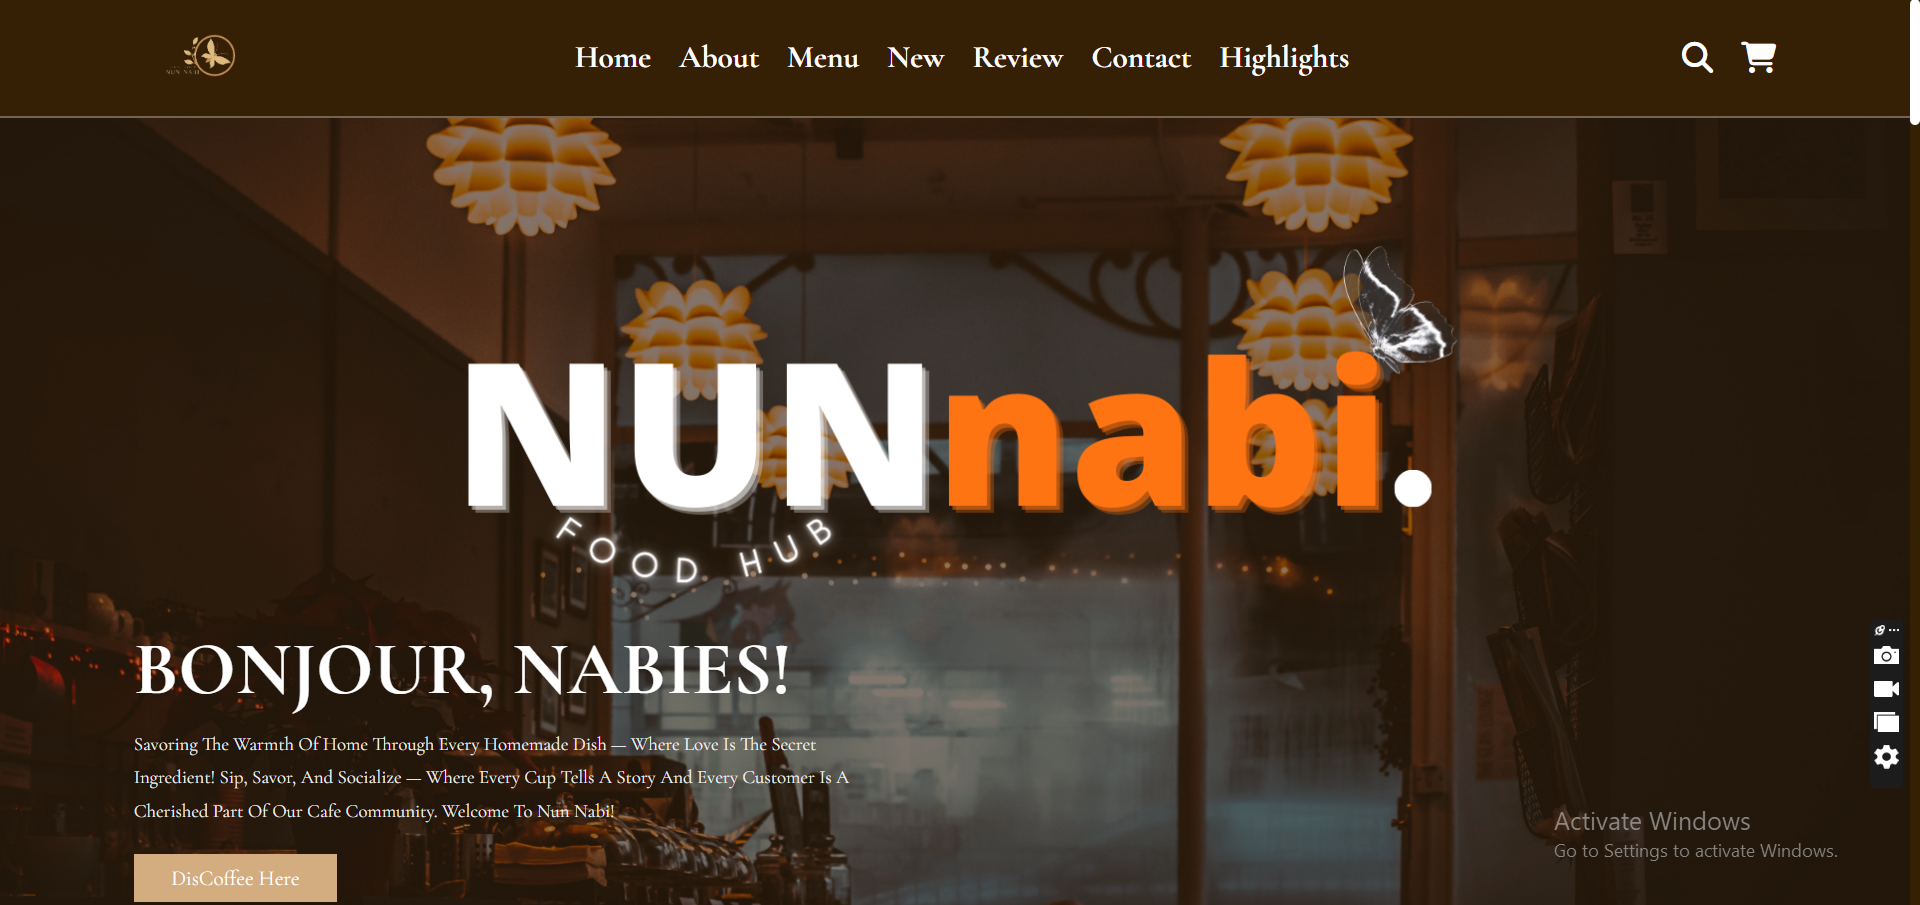 NUN NABI
Home About Menu New Review Contact Highlights
NUNnabi.
FOOD HUB
BONJOUR, NABIES!
Savoring The Warmth Of Home Through Every Homemade Dish — Where Love Is The Secret
Ingredient! Sip, Savor, And Socialize — Where Every Cup Tells A Story And Every Customer Is A
Cherished Part Of Our Cafe Community. Welcome To Nun Nabi!
DisCoffee Here
Activate Windows
Go to Settings to activate Windows.